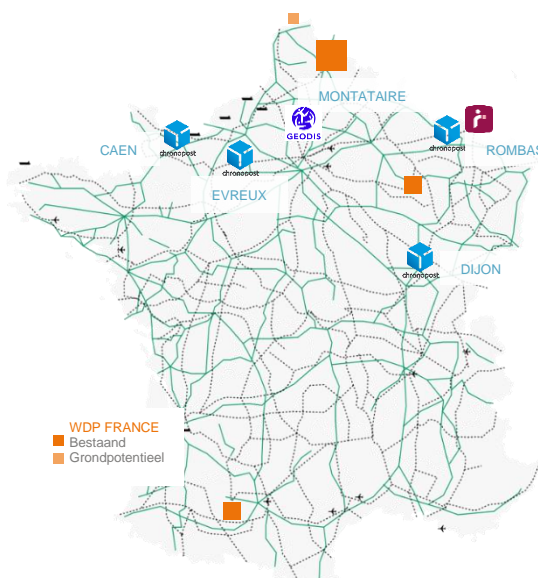 MONTATAIRE
GEODIS
chronopost
CAEN
chronopost
chronopost
ROMBAS
EVREUX
chronopost
DIJON
WDP FRANCE
Bestaand
Grondpotentieel